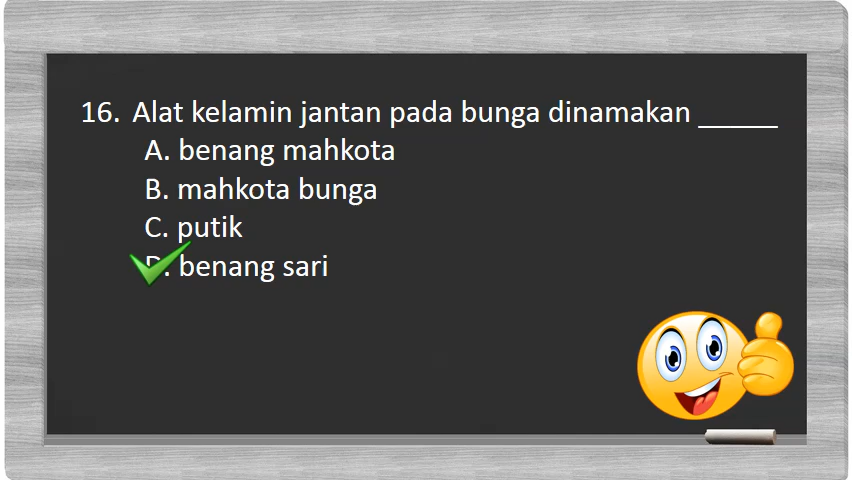 16. Alat kelamin jantan pada bunga dinamakan _____
A. benang mahkota
B. mahkota bunga
C. putik
D. benang sari